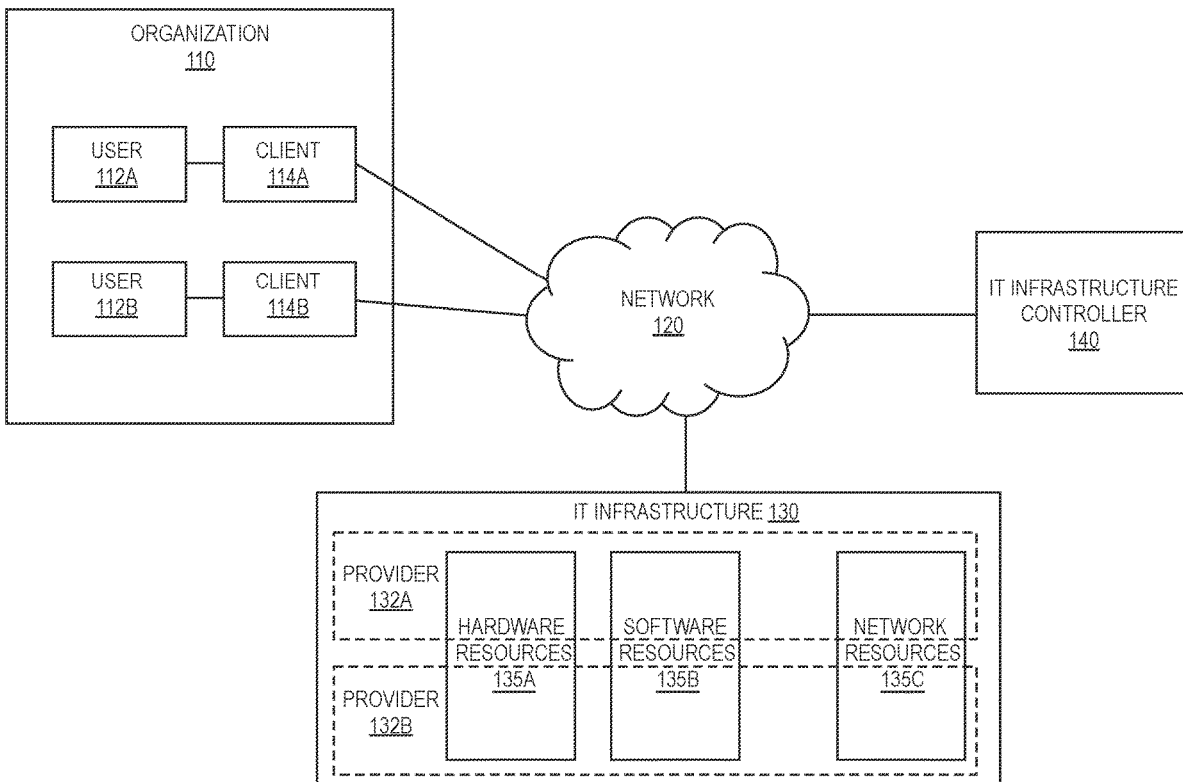 ORGANIZATION
110
USER
112A
CLIENT
114A
USER
112B
CLIENT
114B
NETWORK
120
IT INFRASTRUCTURE
CONTROLLER
140
IT INFRASTRUCTURE 130
PROVIDER
132A
HARDWARE
RESOURCES
135A
SOFTWARE
RESOURCES
135B
NETWORK
RESOURCES
135C
PROVIDER
132B